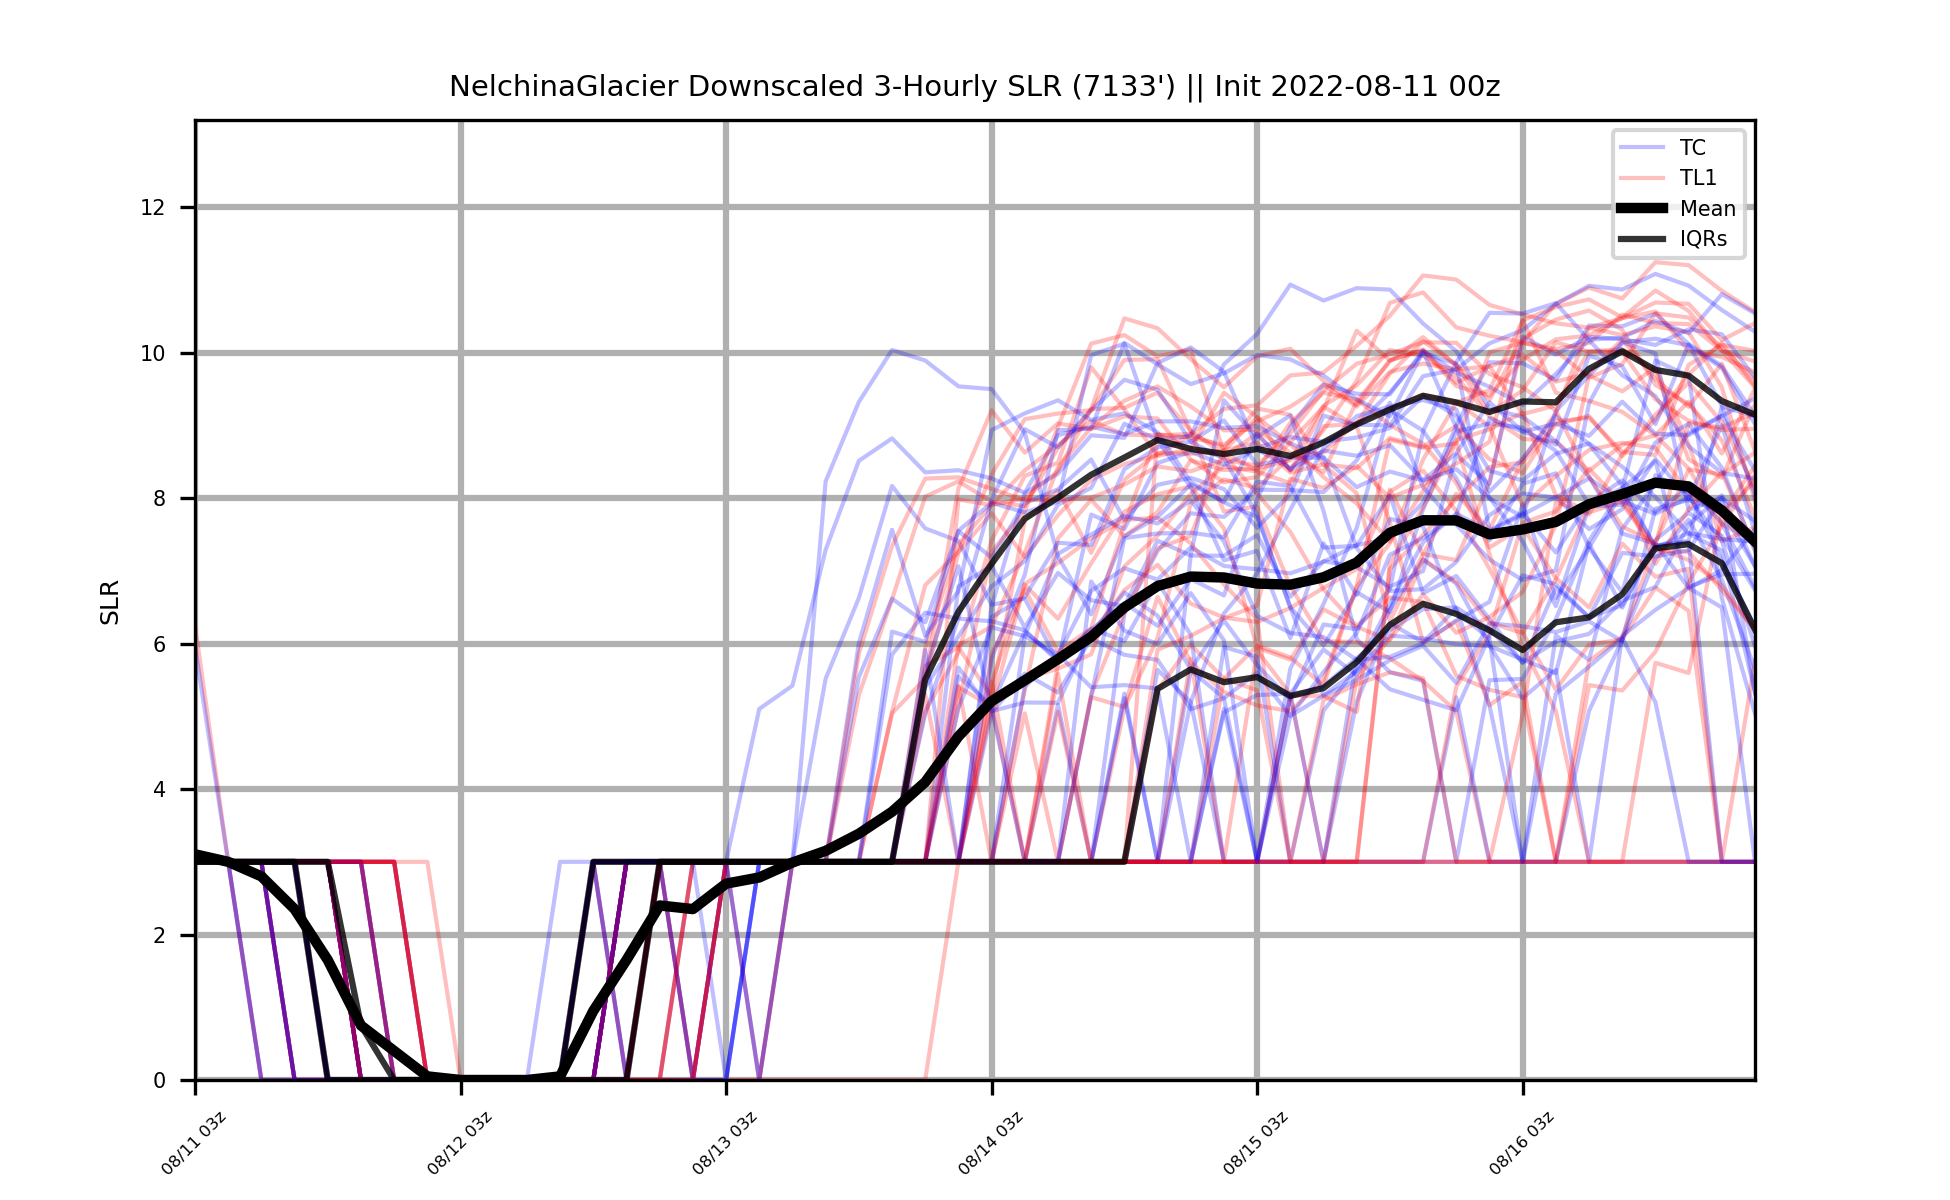 NelchinaGlacier Downscaled 3-Hourly SLR (7133') || Init 2022-08-11 00z
TC
TL1
Mean
IQRs
SLR
12
10
8
6
4
2
0
08/11 03z
08/12 03z
08/13 03z
08/14 03z
08/15 03z
08/16 03z